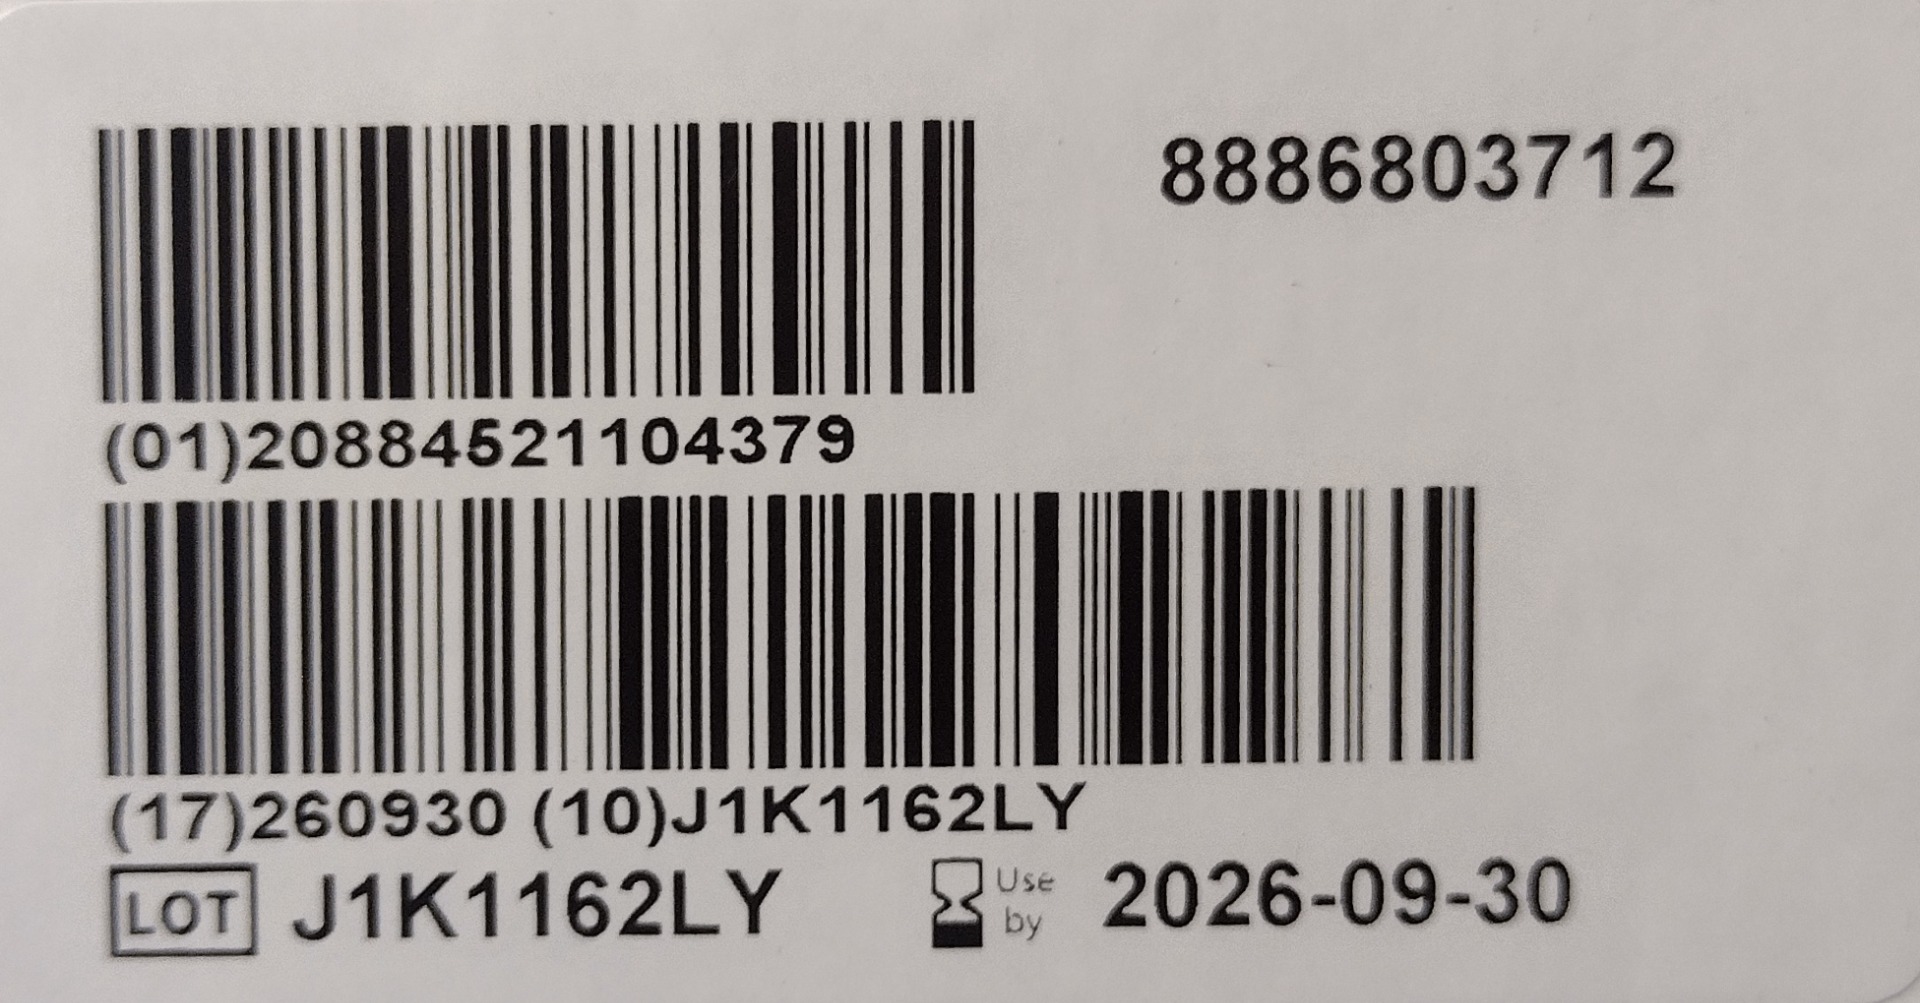 8886803712
(01)20884521104379
(17)260930 (10)J1K1162LY
LOT J1K1162LY Use by 2026-09-30